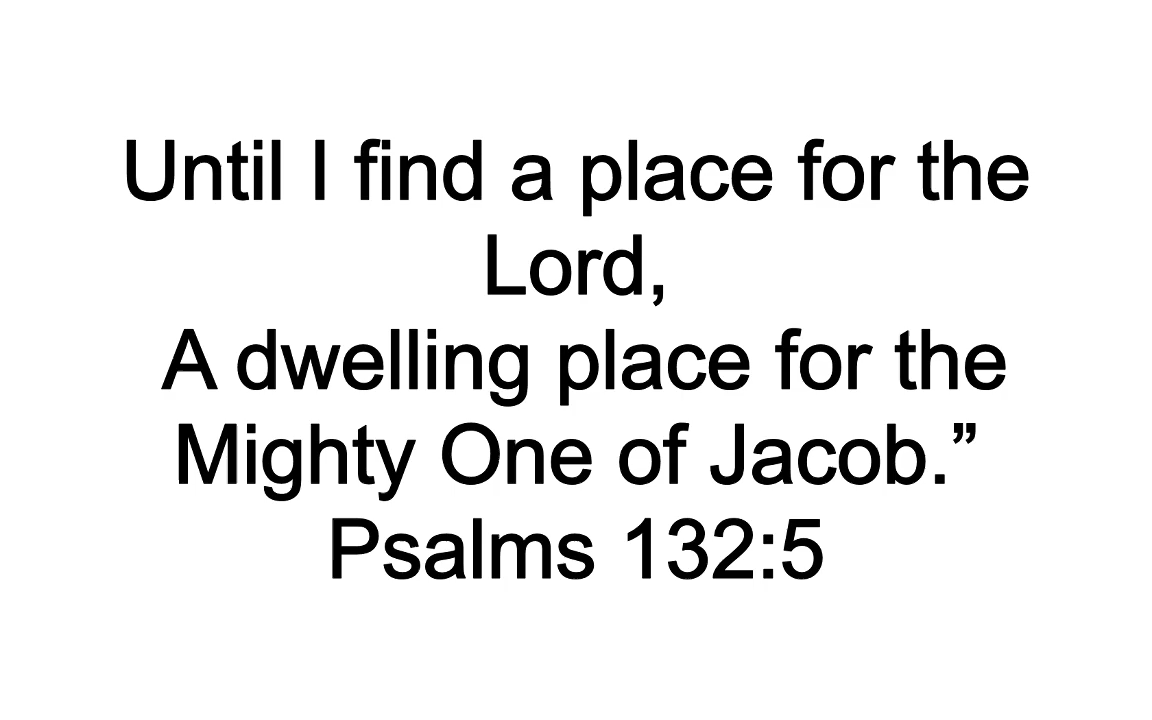 Until I find a place for the
Lord,
A dwelling place for the
Mighty One of Jacob.”
Psalms 132:5